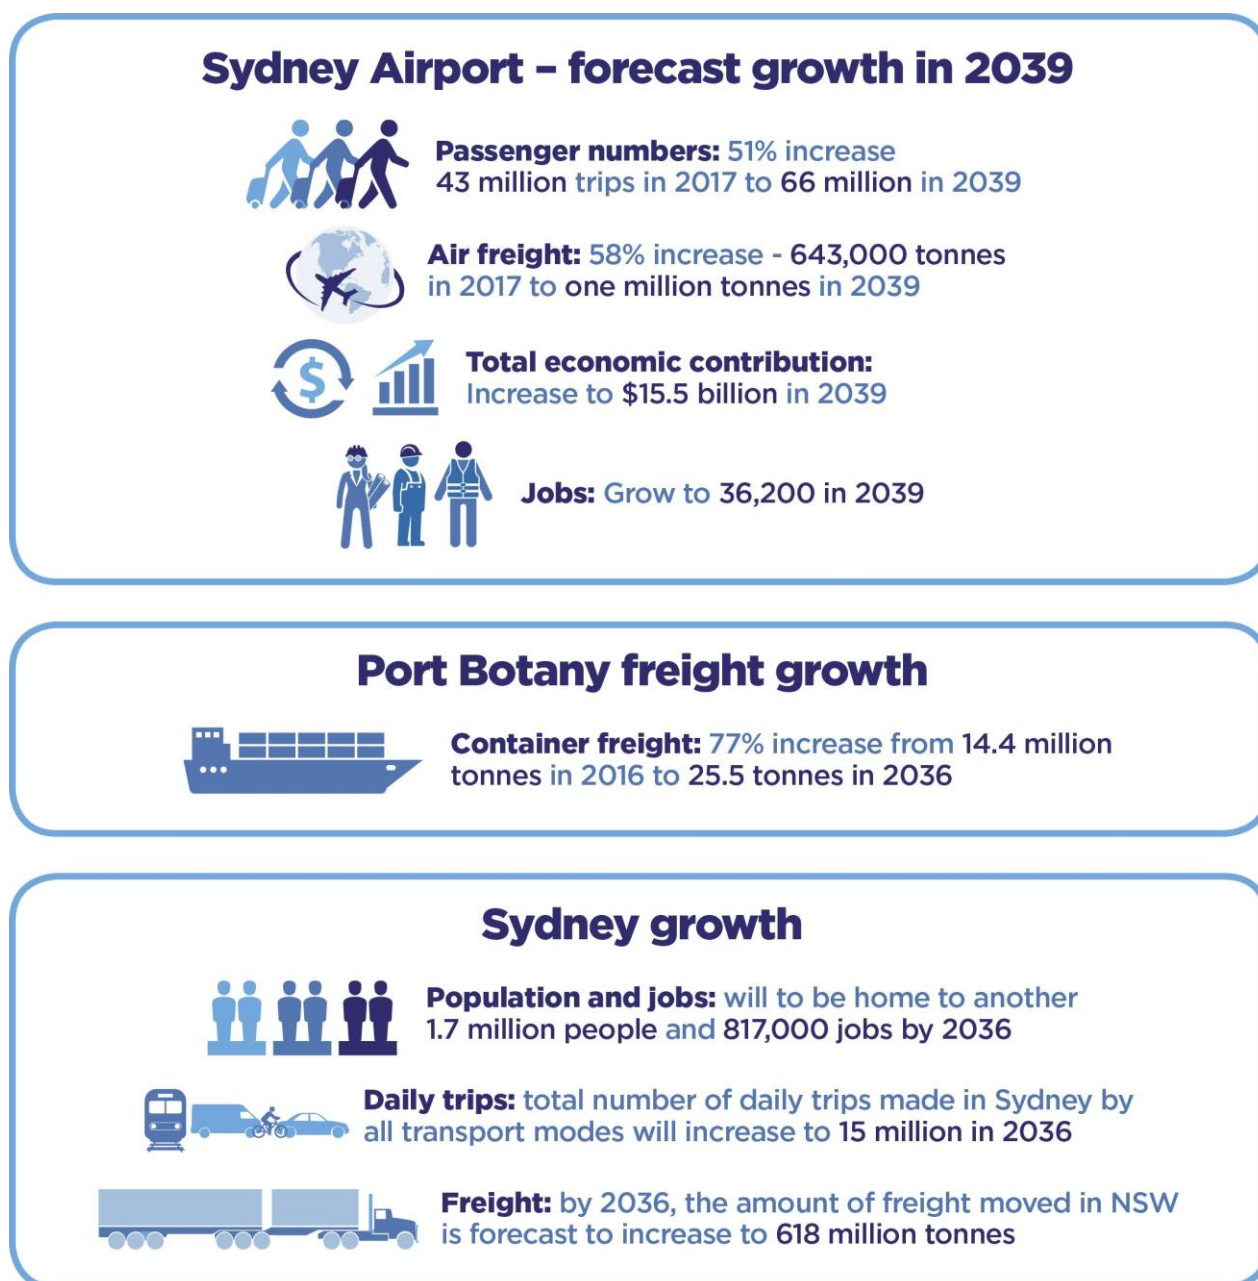 Sydney Airport – forecast growth in 2039
Passenger numbers: 51% increase
43 million trips in 2017 to 66 million in 2039
Air freight: 58% increase - 643,000 tonnes
in 2017 to one million tonnes in 2039
$
Total economic contribution:
Increase to $15.5 billion in 2039
Jobs: Grow to 36,200 in 2039
Port Botany freight growth
Container freight: 77% increase from 14.4 million
tonnes in 2016 to 25.5 tonnes in 2036
Sydney growth
Population and jobs: will to be home to another
1.7 million people and 817,000 jobs by 2036
Daily trips: total number of daily trips made in Sydney by
all transport modes will increase to 15 million in 2036
Freight: by 2036, the amount of freight moved in NSW
is forecast to increase to 618 million tonnes